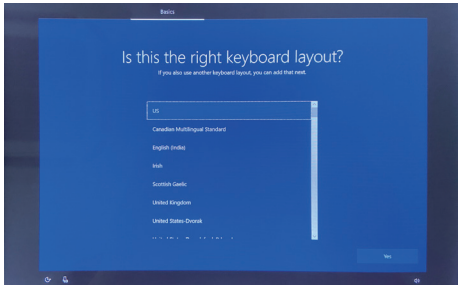 Basics
Is this the right keyboard layout?
If you also use another keyboard layout, you can add that next.
US
Canadian Multilingual Standard
English (India)
Irish
Scottish Gaelic
United Kingdom
United States-Dvorak
Yes